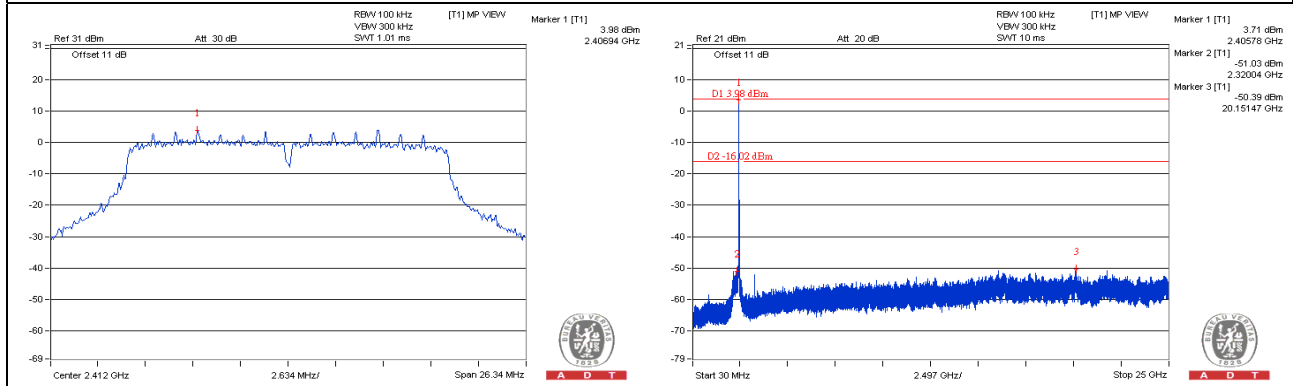 RBW 100 kHz [T1] MP VIEW
VBW 300 kHz
Ref 31 dBm Att 30 dB SWT 1.01 ms
Marker 1 [T1]
3.98 dBm
2.40694 GHz
Offset 11 dB
31
20
10
0
-10
-20
-30
-40
-50
-60
-69
1
Center 2.412 GHz 2.634 MHz/ Span 26.34 MHz
BUREAU VERITAS
1828
A D T
RBW 100 kHz [T1] MP VIEW
VBW 300 kHz
Ref 21 dBm Att 20 dB SWT 10 ms
Marker 1 [T1]
3.71 dBm
2.40578 GHz
Marker 2 [T1]
-51.03 dBm
2.32004 GHz
Marker 3 [T1]
-50.39 dBm
20.15147 GHz
Offset 11 dB
21
10
0
-10
-20
-30
-40
-50
-60
-70
-79
1
D1 3.98 dBm
D2 -16.02 dBm
2
3
Start 30 MHz 2.497 GHz/ Stop 25 GHz
BUREAU VERITAS
1828
A D T